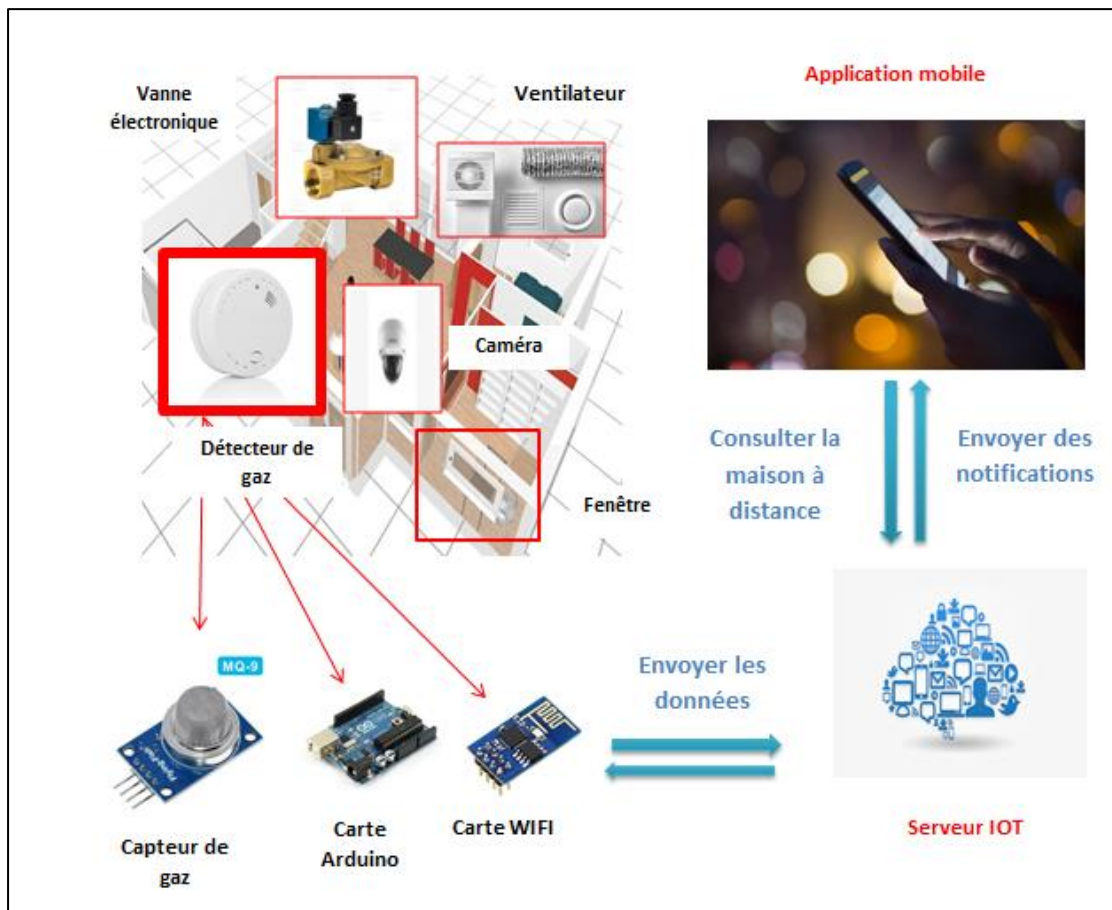 Vanne
électronique
Ventilateur
Application mobile
Caméra
Détecteur de
gaz
Fenêtre
Consulter la
maison à
distance
Envoyer des
notifications
MQ-9
Envoyer les
données
Capteur de
gaz
Carte
Arduino
Carte WIFI
Serveur IOT